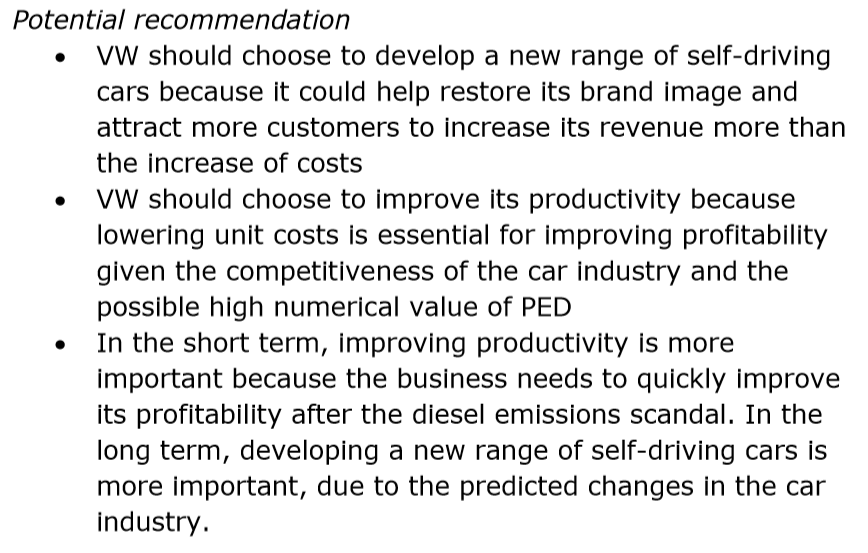 Potential recommendation
• VW should choose to develop a new range of self-driving
cars because it could help restore its brand image and
attract more customers to increase its revenue more than
the increase of costs
• VW should choose to improve its productivity because
lowering unit costs is essential for improving profitability
given the competitiveness of the car industry and the
possible high numerical value of PED
• In the short term, improving productivity is more
important because the business needs to quickly improve
its profitability after the diesel emissions scandal. In the
long term, developing a new range of self-driving cars is
more important, due to the predicted changes in the car
industry.